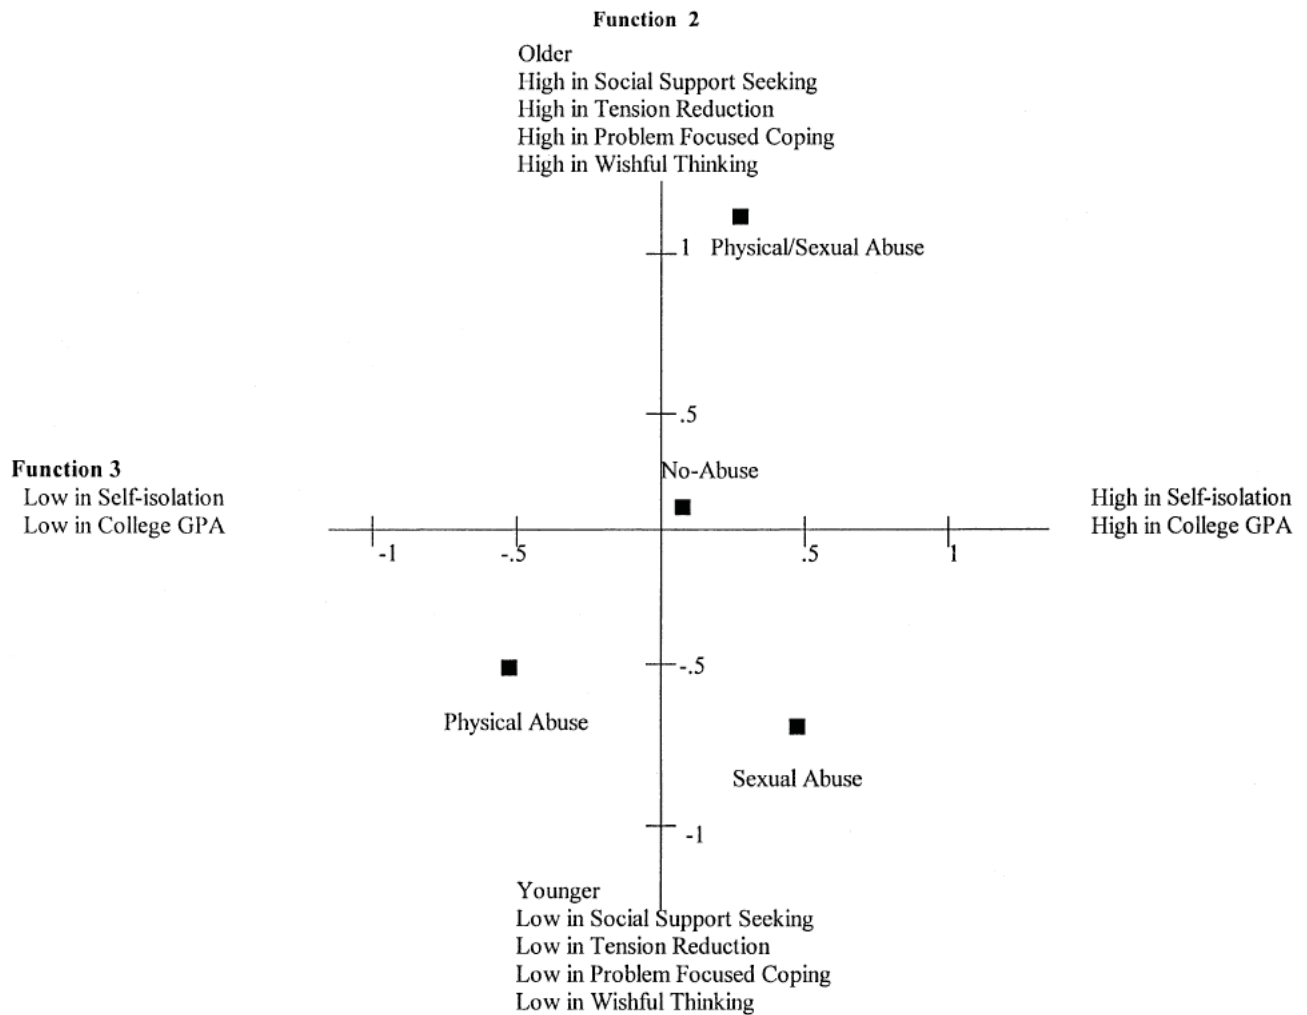 Function 2
Older
High in Social Support Seeking
High in Tension Reduction
High in Problem Focused Coping
High in Wishful Thinking
1 Physical/Sexual Abuse
.5
No-Abuse
Function 3
Low in Self-isolation
Low in College GPA
High in Self-isolation
High in College GPA
-1 -.5 .5 1
-.5
Physical Abuse
Sexual Abuse
-1
Younger
Low in Social Support Seeking
Low in Tension Reduction
Low in Problem Focused Coping
Low in Wishful Thinking